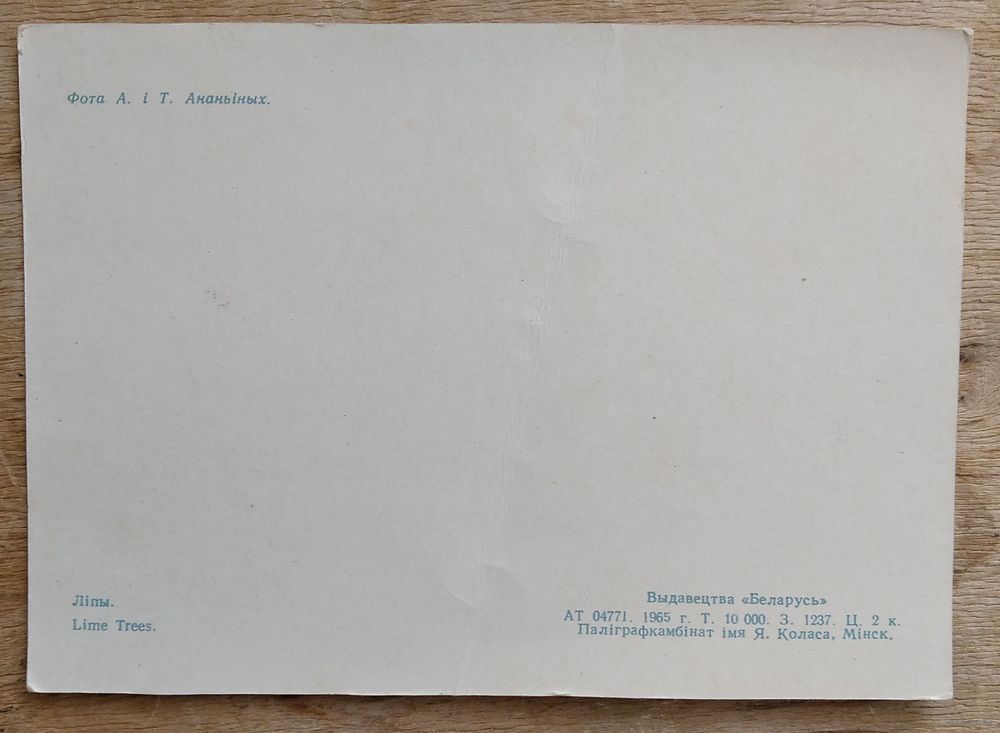 Фота А. і Т. Ананьіных.
Ліпы.
Lime Trees.
Выдавецтва «Беларусь»
АТ 04771. 1965 г. Т. 10 000. З. 1237. Ц. 2 к.
Паліграфкамбінат імя Я. Коласа, Мінск.